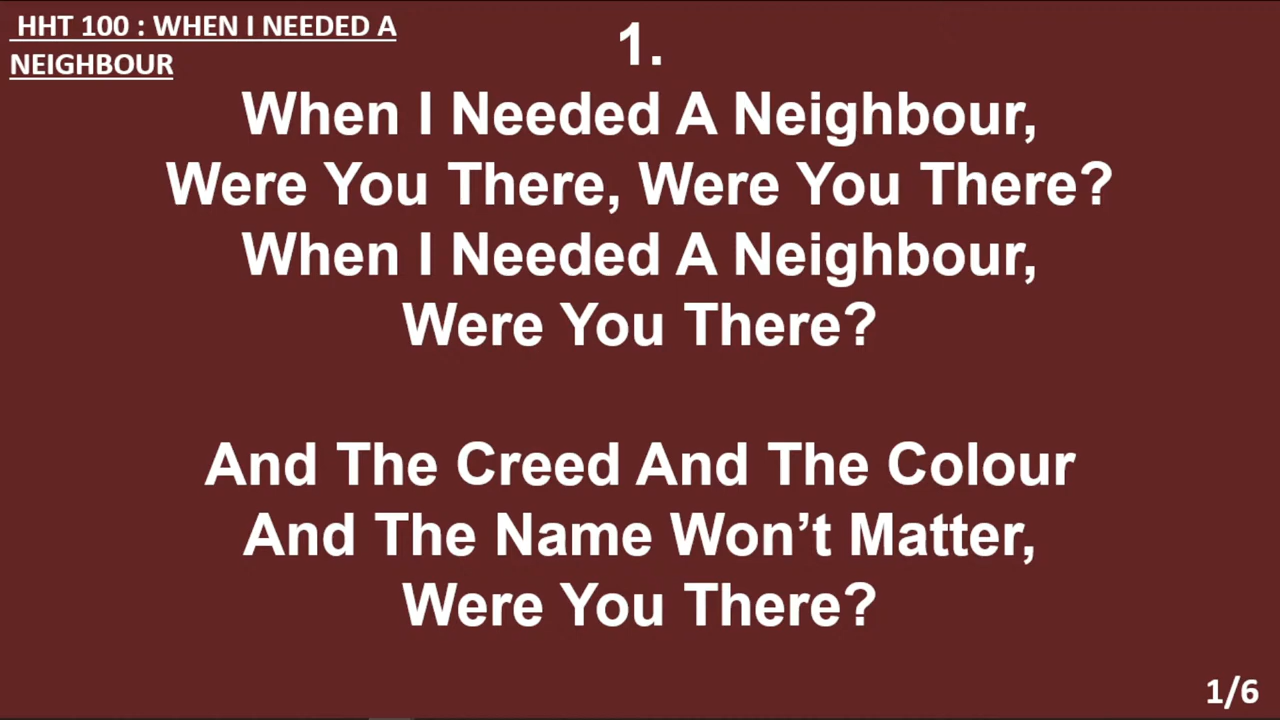 HHT 100 : WHEN I NEEDED A
NEIGHBOUR
1.
When I Needed A Neighbour,
Were You There, Were You There?
When I Needed A Neighbour,
Were You There?
And The Creed And The Colour
And The Name Won’t Matter,
Were You There?
1/6